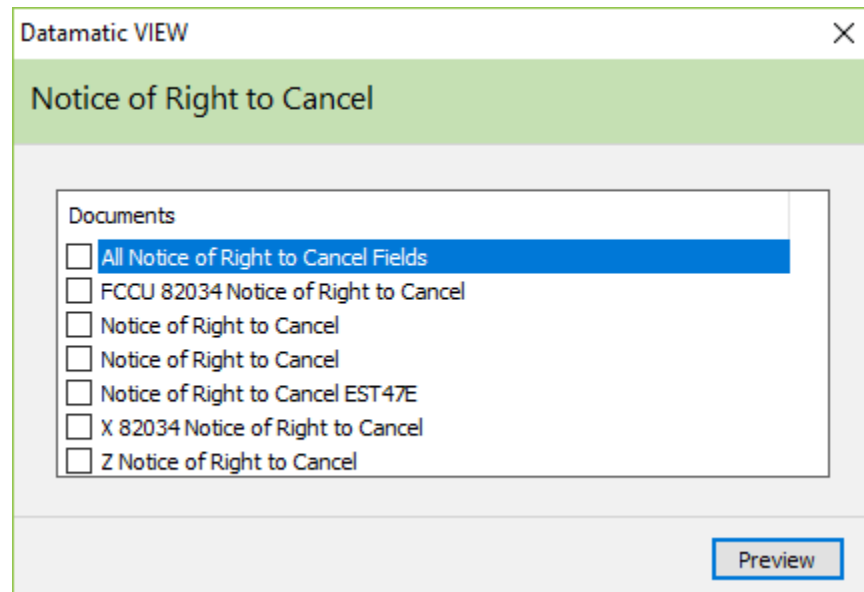 Datamatic VIEW
Notice of Right to Cancel
Documents
All Notice of Right to Cancel Fields
FCCU 82034 Notice of Right to Cancel
Notice of Right to Cancel
Notice of Right to Cancel
Notice of Right to Cancel EST47E
X 82034 Notice of Right to Cancel
Z Notice of Right to Cancel
Preview